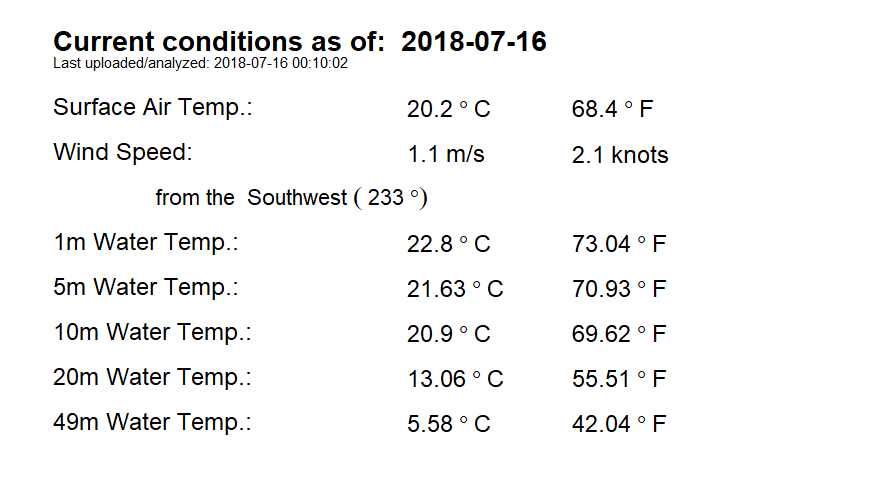 Current conditions as of: 2018-07-16
Last uploaded/analyzed: 2018-07-16 00:10:02
Surface Air Temp.: 20.2 ° C 68.4 ° F
Wind Speed: 1.1 m/s 2.1 knots
from the Southwest ( 233 °)
1m Water Temp.: 22.8 ° C 73.04 ° F
5m Water Temp.: 21.63 ° C 70.93 ° F
10m Water Temp.: 20.9 ° C 69.62 ° F
20m Water Temp.: 13.06 ° C 55.51 ° F
49m Water Temp.: 5.58 ° C 42.04 ° F